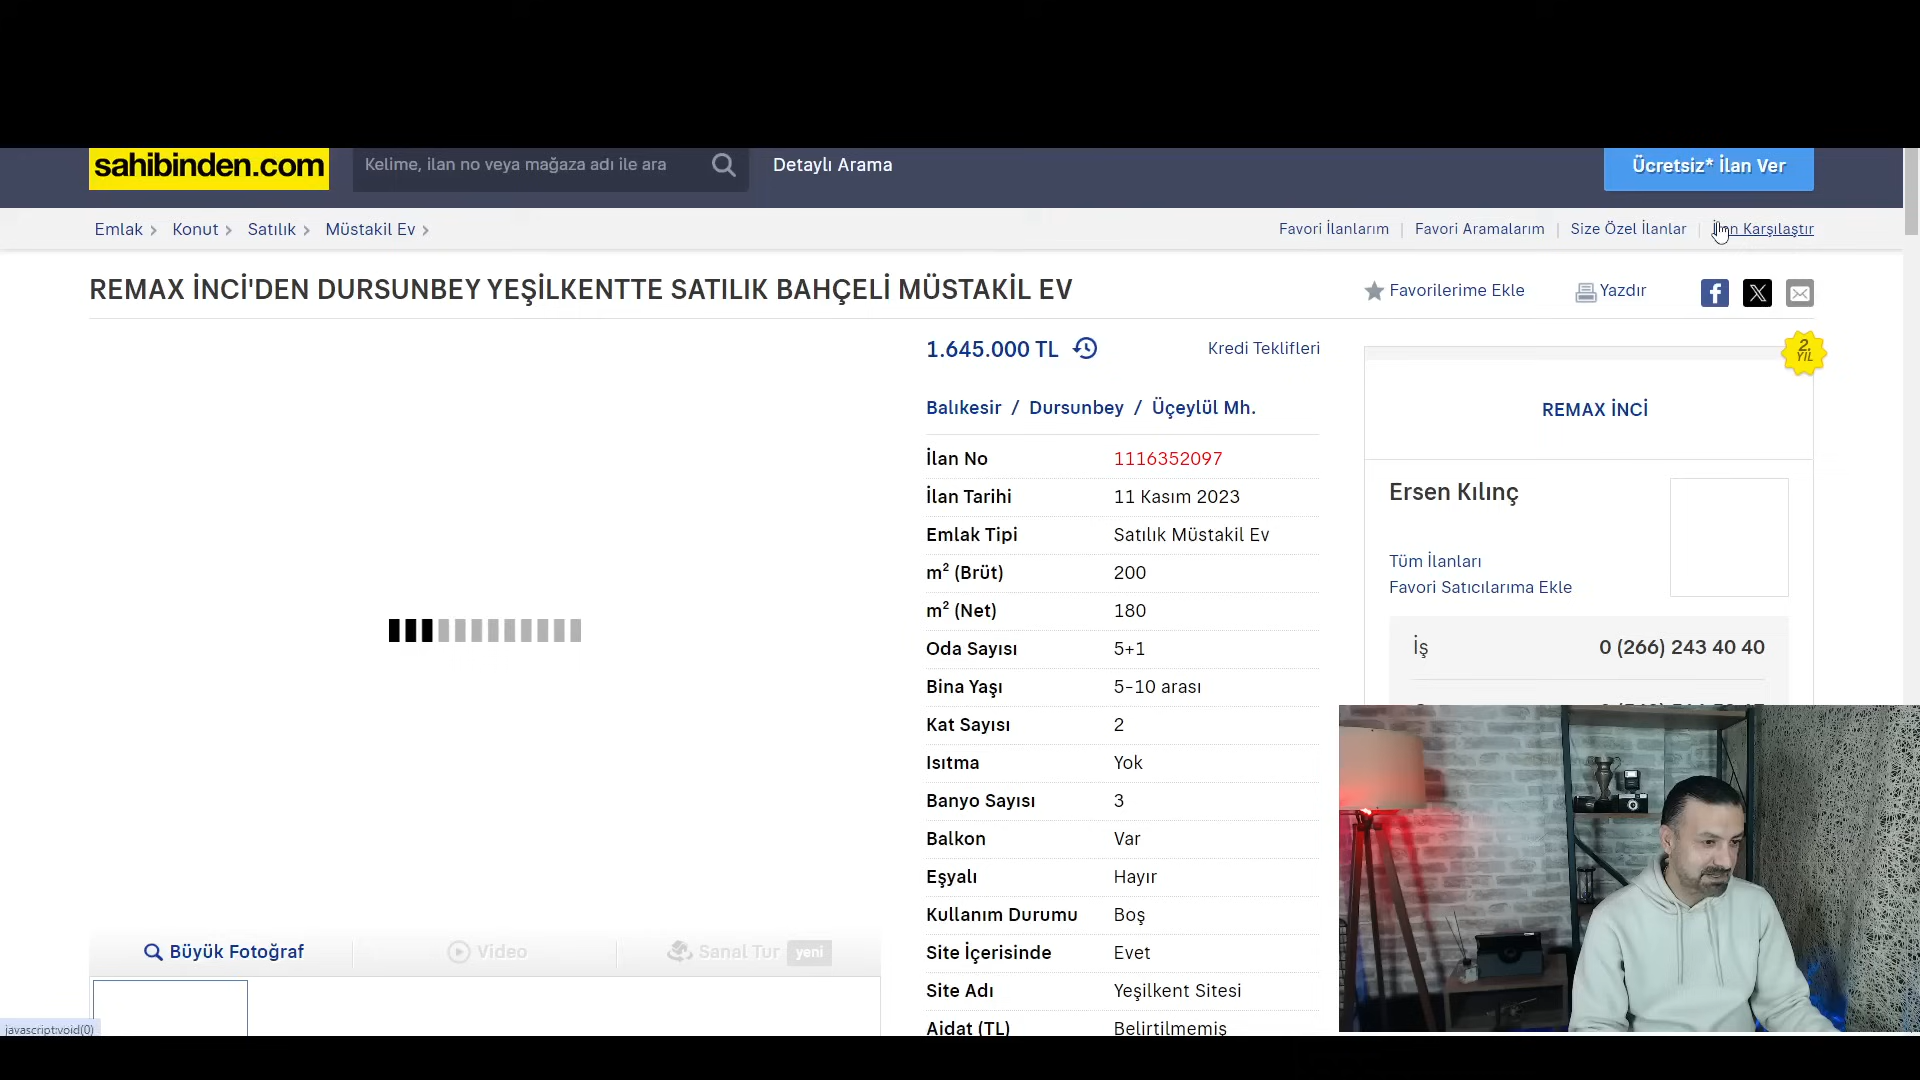 sahibinden.com
Kelime, ilan no veya mağaza adı ile ara
Detaylı Arama
Ücretsiz* İlan Ver
Emlak
Konut
Satılık
Müstakil Ev
Favori İlanlarım
Favori Aramalarım
Size Özel İlanlar
Karşılaştır
REMAX İNCİ'DEN DURSUNBEY YEŞİLKENTTE SATILIK BAHÇELİ MÜSTAKİL EV
Favorilerime Ekle
Yazdır
1.645.000 TL
Kredi Teklifleri
Balıkesir / Dursunbey / Üçeylül Mh.
İlan No 1116352097
İlan Tarihi 11 Kasım 2023
Emlak Tipi Satılık Müstakil Ev
m² (Brüt) 200
m² (Net) 180
Oda Sayısı 5+1
Bina Yaşı 5-10 arası
Kat Sayısı 2
Isıtma Yok
Banyo Sayısı 3
Balkon Var
Eşyalı Hayır
Kullanım Durumu Boş
Site İçerisinde Evet
Site Adı Yeşilkent Sitesi
Aidat (TL) Belirtilmemiş
2. YIL
REMAX İNCİ
Ersen Kılınç
Tüm İlanları
Favori Satıcılarıma Ekle
İş 0 (266) 243 40 40
Büyük Fotoğraf
Video
Sanal Tur yeni
javascript:void(0)